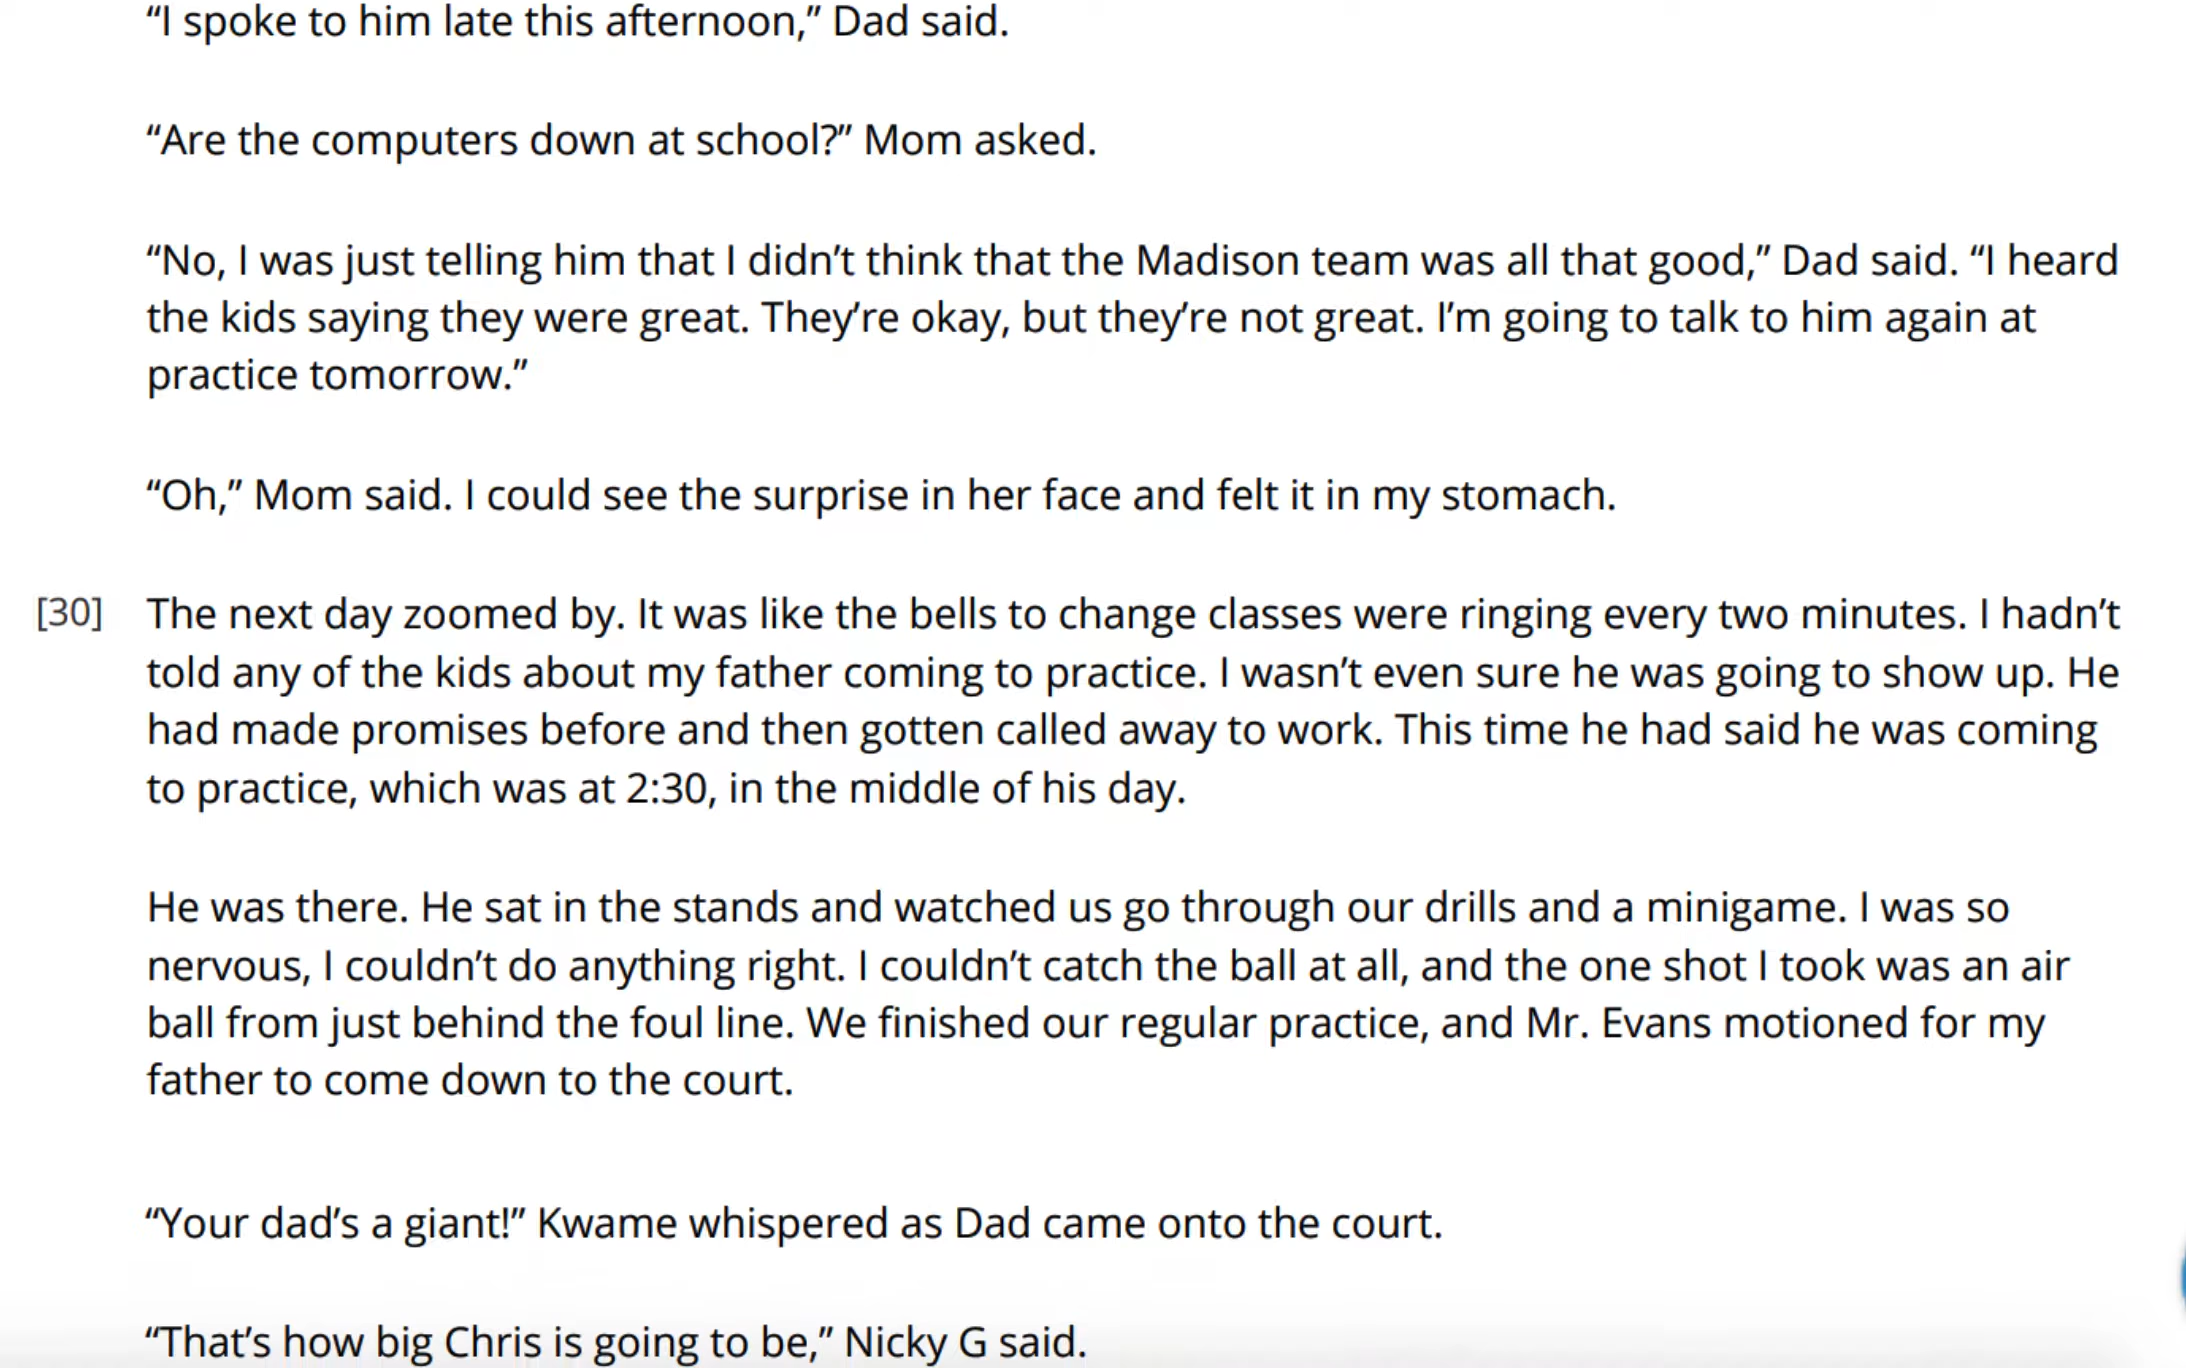 “I spoke to him late this afternoon,” Dad said.
“Are the computers down at school?” Mom asked.
“No, I was just telling him that I didn’t think that the Madison team was all that good,” Dad said. “I heard
the kids saying they were great. They’re okay, but they’re not great. I’m going to talk to him again at
practice tomorrow.”
“Oh,” Mom said. I could see the surprise in her face and felt it in my stomach.
[30] The next day zoomed by. It was like the bells to change classes were ringing every two minutes. I hadn’t
told any of the kids about my father coming to practice. I wasn’t even sure he was going to show up. He
had made promises before and then gotten called away to work. This time he had said he was coming
to practice, which was at 2:30, in the middle of his day.
He was there. He sat in the stands and watched us go through our drills and a minigame. I was so
nervous, I couldn’t do anything right. I couldn’t catch the ball at all, and the one shot I took was an air
ball from just behind the foul line. We finished our regular practice, and Mr. Evans motioned for my
father to come down to the court.
“Your dad’s a giant!” Kwame whispered as Dad came onto the court.
“That’s how big Chris is going to be,” Nicky G said.